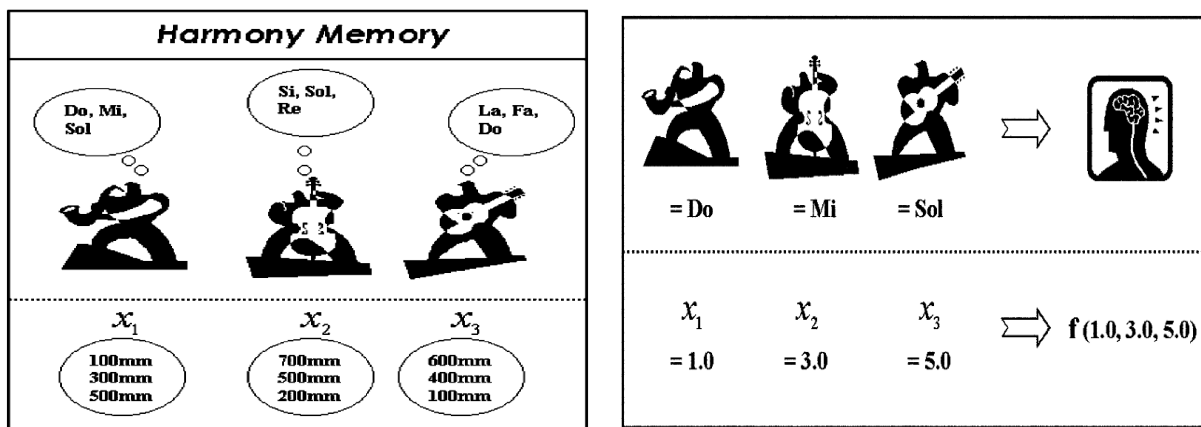 Harmony Memory
Do, Mi,
Sol
Si, Sol,
Re
La, Fa,
Do
x1
x2
x3
100mm
300mm
500mm
700mm
500mm
200mm
600mm
400mm
100mm
= Do
= Mi
= Sol
x1
x2
x3
= 1.0
= 3.0
= 5.0
f (1.0, 3.0, 5.0)